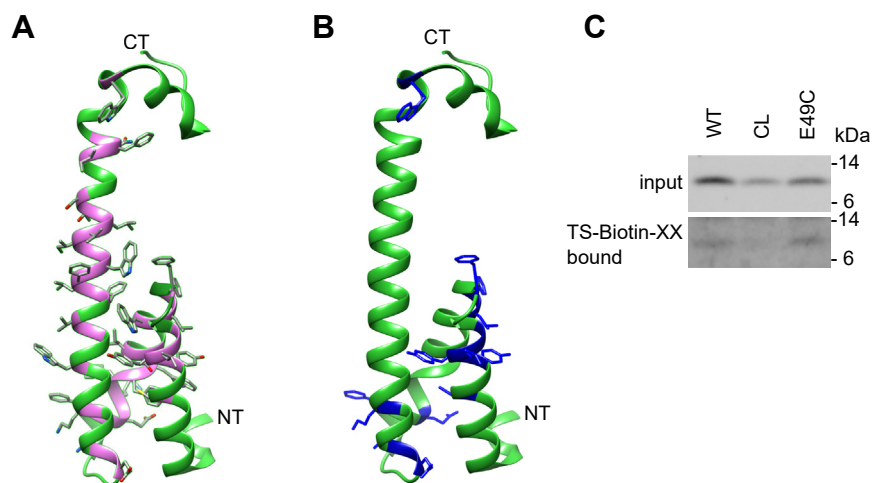 A
CT
NT
B
CT
NT
C
WT
CL
E49C
kDa
input
-14
- 6
TS-Biotin-XX
bound
-14
- 6